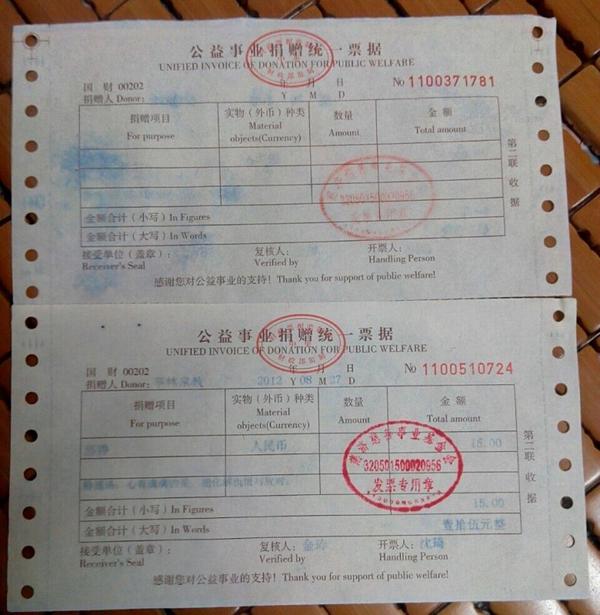 公益事业捐赠统一票据
UNIFIED INVOICE OF DONATION FOR PUBLIC WELFARE
国 财 00202
年 月 日 No 1100371781
捐赠人 Donor: Y M D
捐赠项目 实物(外币)种类 数量 金 额
For purpose Material objects(Currency) Amount Total amount
第二联 收据
320501500020956
金额合计(小写)In Figures
金额合计(大写)In Words
接受单位(盖章): 复核人: 开票人:
Receiver's Seal Verified by Handling Person
感谢您对公益事业的支持! Thank you for support of public welfare!
公益事业捐赠统一票据
UNIFIED INVOICE OF DONATION FOR PUBLIC WELFARE
国 财 00202
年 月 日 No 1100510724
捐赠人 Donor: 2012 Y 08 M 27 D
捐赠项目 实物(外币)种类 数量 金 额
For purpose Material objects(Currency) Amount Total amount
人民币 15.00
第二联 收据
320501500020956
发票专用章
金额合计(小写)In Figures 15.00
金额合计(大写)In Words 壹拾伍元整
接受单位(盖章): 复核人: 开票人:
Receiver's Seal Verified by Handling Person
感谢您对公益事业的支持! Thank you for support of public welfare!